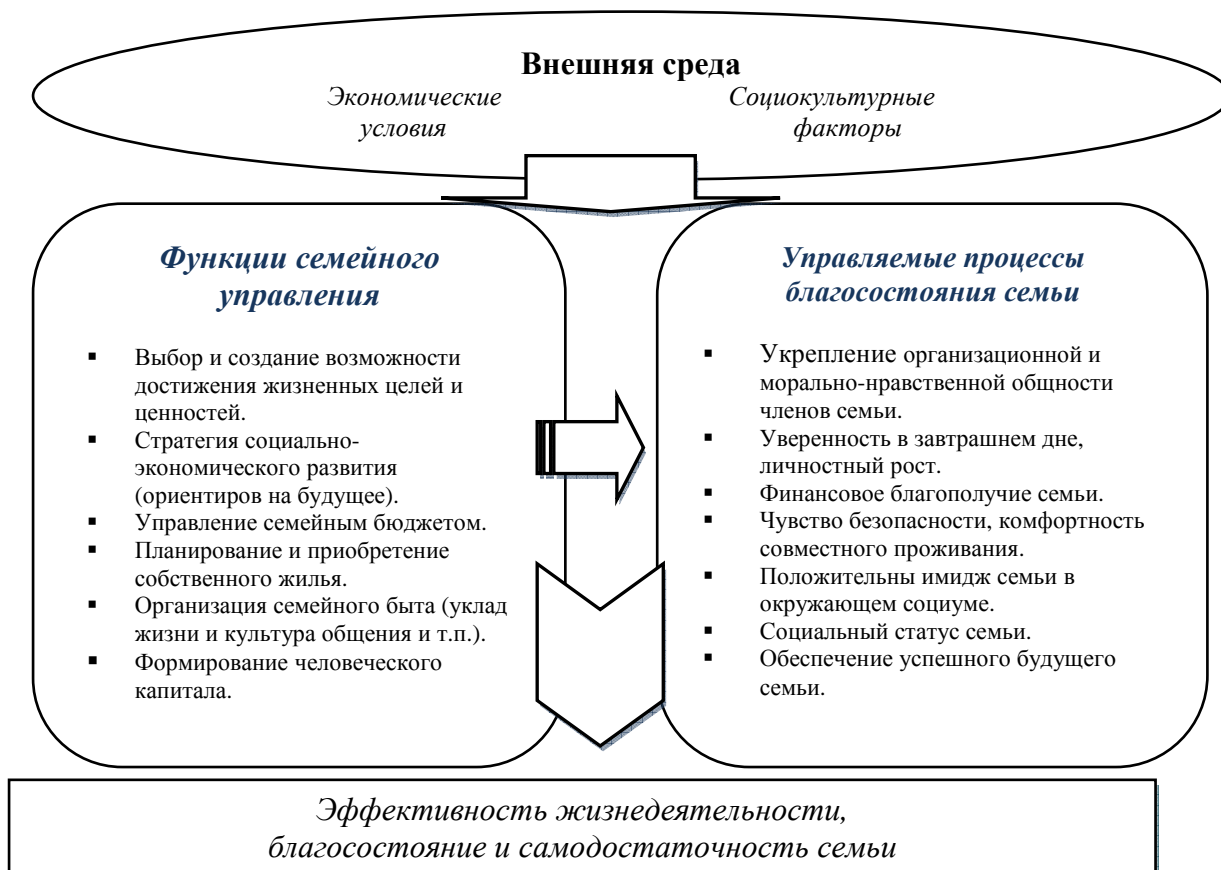 Внешняя среда
Экономические Социокультурные
условия факторы
Функции семейного
управления
▪ Выбор и создание возможности
достижения жизненных целей и
ценностей.
▪ Стратегия социально-
экономического развития
(ориентиров на будущее).
▪ Управление семейным бюджетом.
▪ Планирование и приобретение
собственного жилья.
▪ Организация семейного быта (уклад
жизни и культура общения и т.п.).
▪ Формирование человеческого
капитала.
Управляемые процессы
благосостояния семьи
▪ Укрепление организационной и
морально-нравственной общности
членов семьи.
▪ Уверенность в завтрашнем дне,
личностный рост.
▪ Финансовое благополучие семьи.
▪ Чувство безопасности, комфортность
совместного проживания.
▪ Положительны имидж семьи в
окружающем социуме.
▪ Социальный статус семьи.
▪ Обеспечение успешного будущего
семьи.
Эффективность жизнедеятельности,
благосостояние и самодостаточность семьи